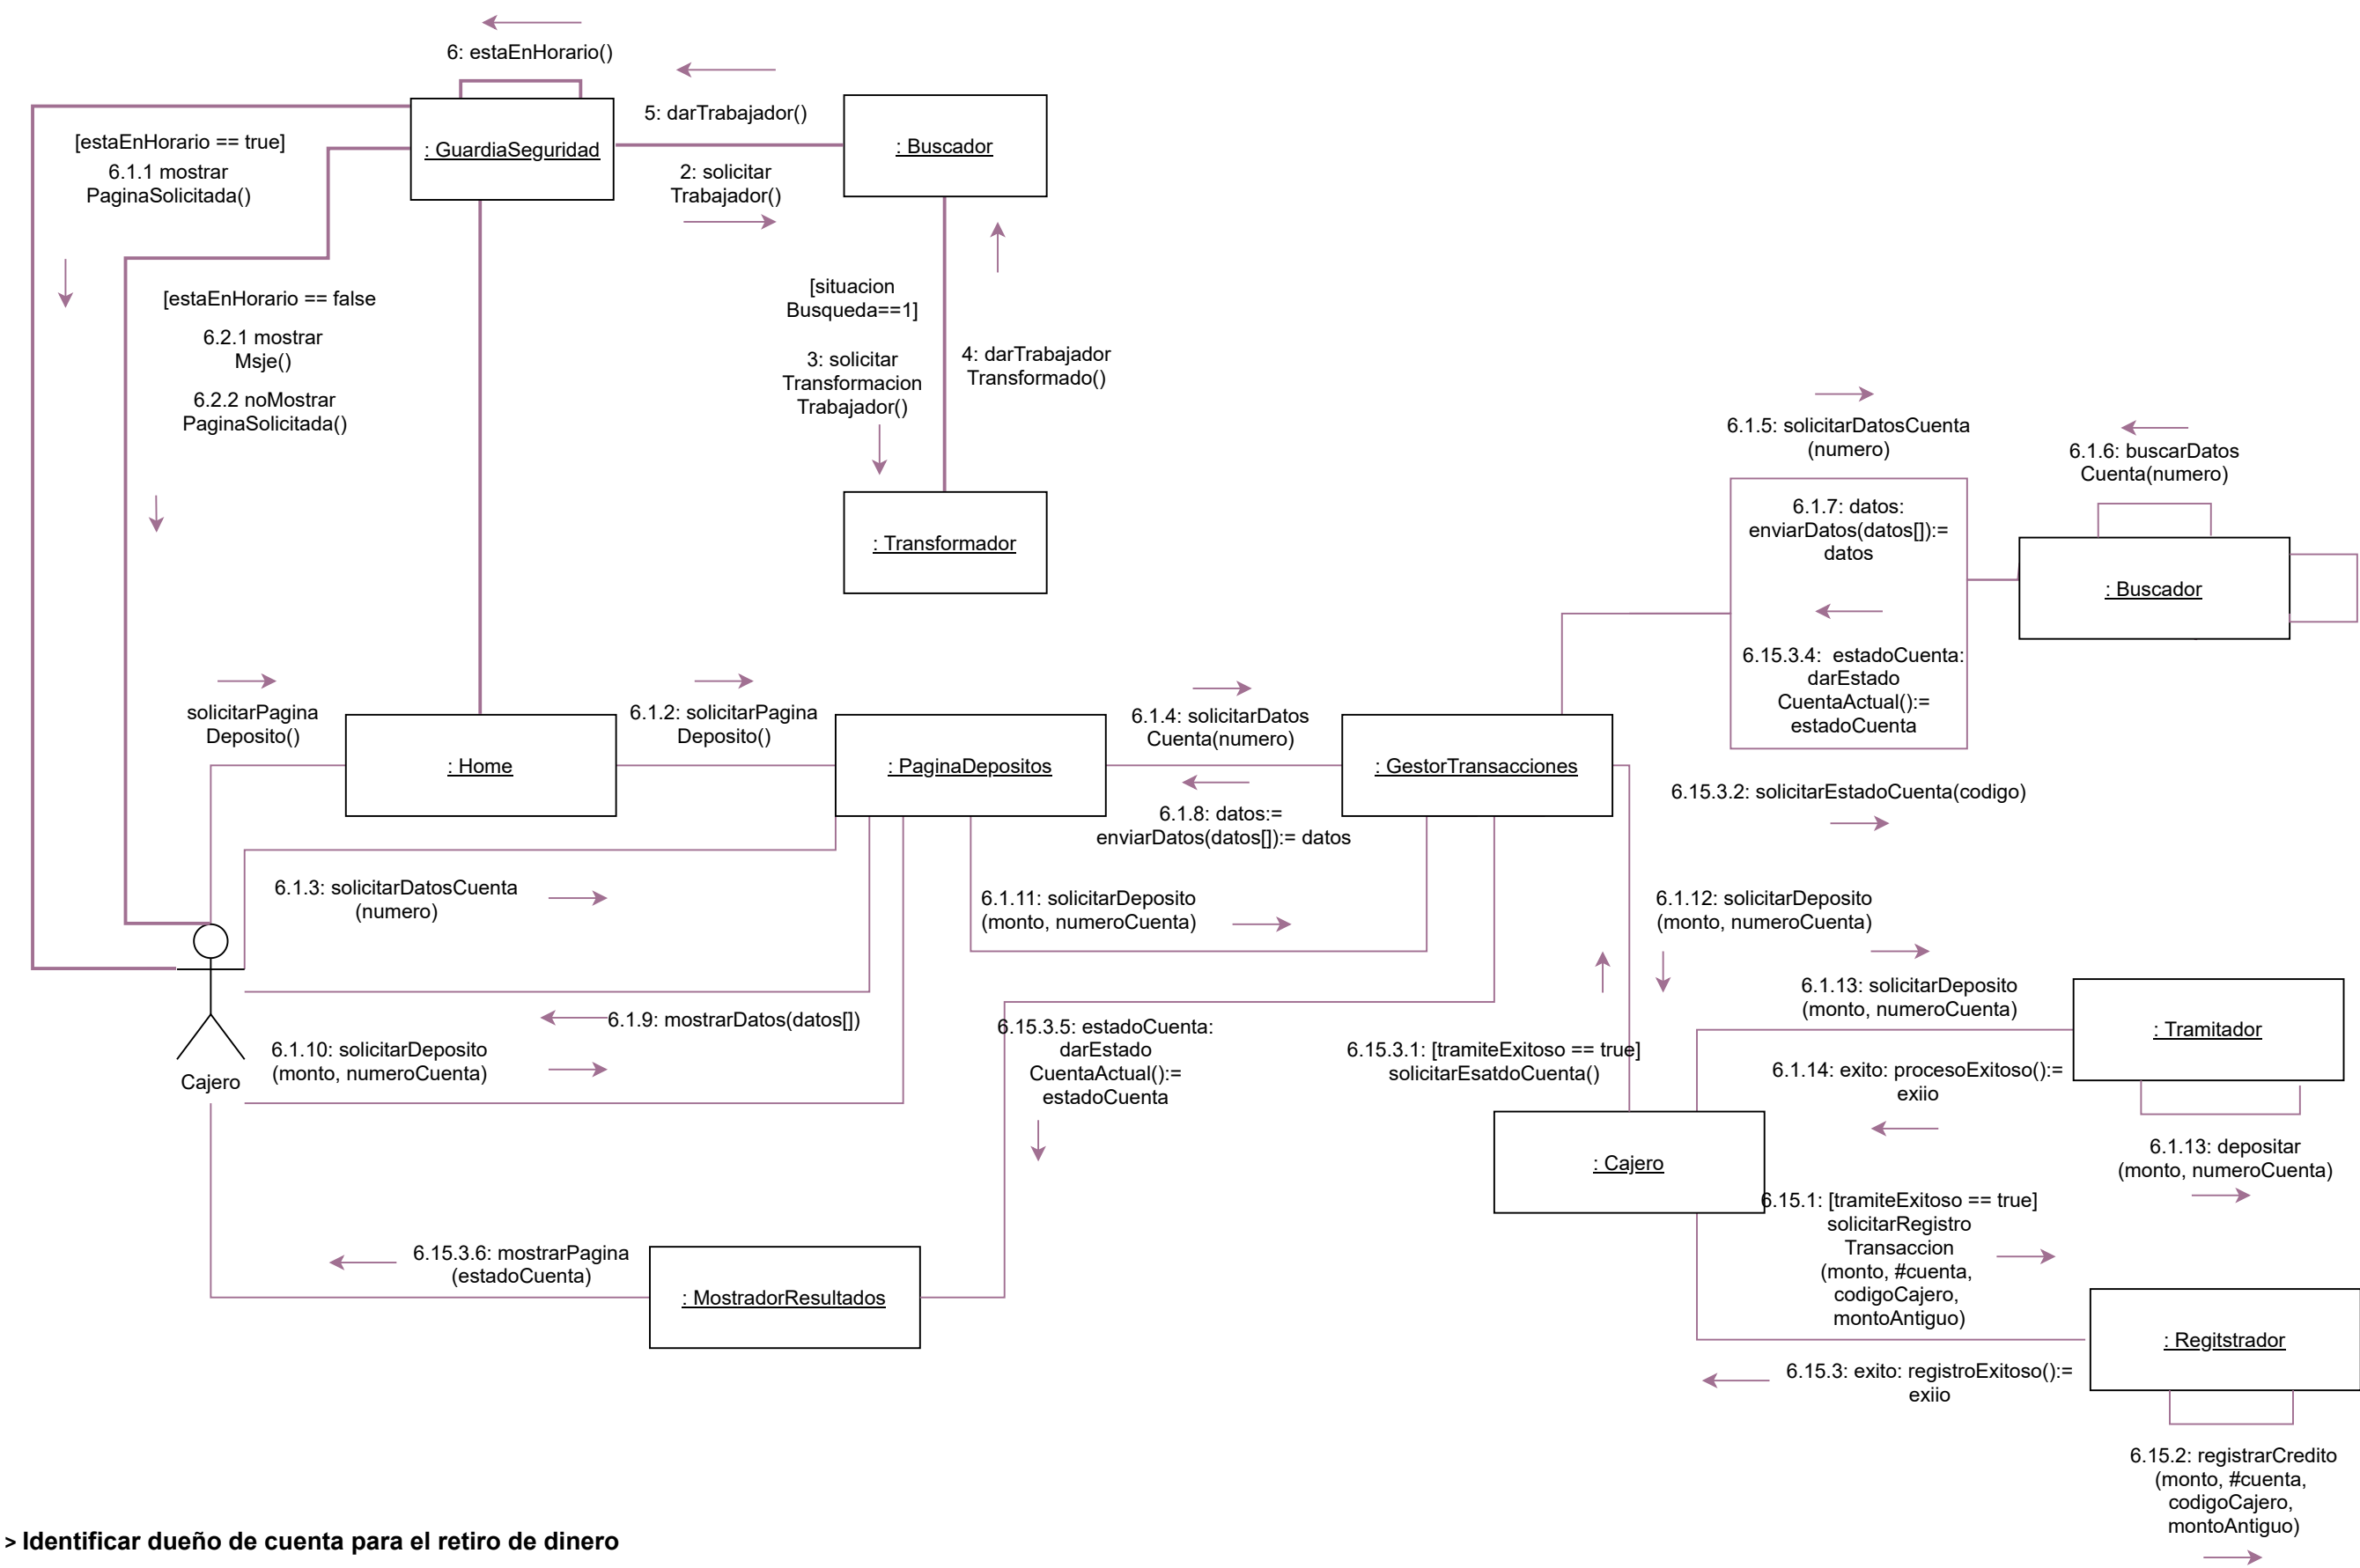 6: estaEnHorario()
5: darTrabajador()
: GuardiaSeguridad
: Buscador
[estaEnHorario == true]
6.1.1 mostrar
PaginaSolicitada()
2: solicitar
Trabajador()
[estaEnHorario == false
6.2.1 mostrar
Msje()
6.2.2 noMostrar
PaginaSolicitada()
[situacion
Busqueda==1]
3: solicitar
Transformacion
Trabajador()
4: darTrabajador
Transformado()
: Transformador
6.1.5: solicitarDatosCuenta
(numero)
6.1.6: buscarDatos
Cuenta(numero)
6.1.7: datos:
enviarDatos(datos[]):=
datos
: Buscador
6.15.3.4:  estadoCuenta:
darEstado
CuentaActual():=
estadoCuenta
solicitarPagina
Deposito()
: Home
6.1.2: solicitarPagina
Deposito()
: PaginaDepositos
6.1.4: solicitarDatos
Cuenta(numero)
: GestorTransacciones
6.1.8: datos:=
enviarDatos(datos[]):= datos
6.15.3.2: solicitarEstadoCuenta(codigo)
6.1.3: solicitarDatosCuenta
(numero)
6.1.11: solicitarDeposito
(monto, numeroCuenta)
6.1.12: solicitarDeposito
(monto, numeroCuenta)
6.1.13: solicitarDeposito
(monto, numeroCuenta)
: Tramitador
6.1.9: mostrarDatos(datos[])
6.1.10: solicitarDeposito
(monto, numeroCuenta)
Cajero
6.15.3.5: estadoCuenta:
darEstado
CuentaActual():=
estadoCuenta
6.15.3.1: [tramiteExitoso == true]
solicitarEsatdoCuenta()
6.1.14: exito: procesoExitoso():=
exiio
6.1.13: depositar
(monto, numeroCuenta)
: Cajero
6.15.1: [tramiteExitoso == true]
solicitarRegistro
Transaccion
(monto, #cuenta,
codigoCajero,
montoAntiguo)
6.15.3.6: mostrarPagina
(estadoCuenta)
: MostradorResultados
: Regitstrador
6.15.3: exito: registroExitoso():=
exiio
6.15.2: registrarCredito
(monto, #cuenta,
codigoCajero,
montoAntiguo)
> Identificar dueño de cuenta para el retiro de dinero